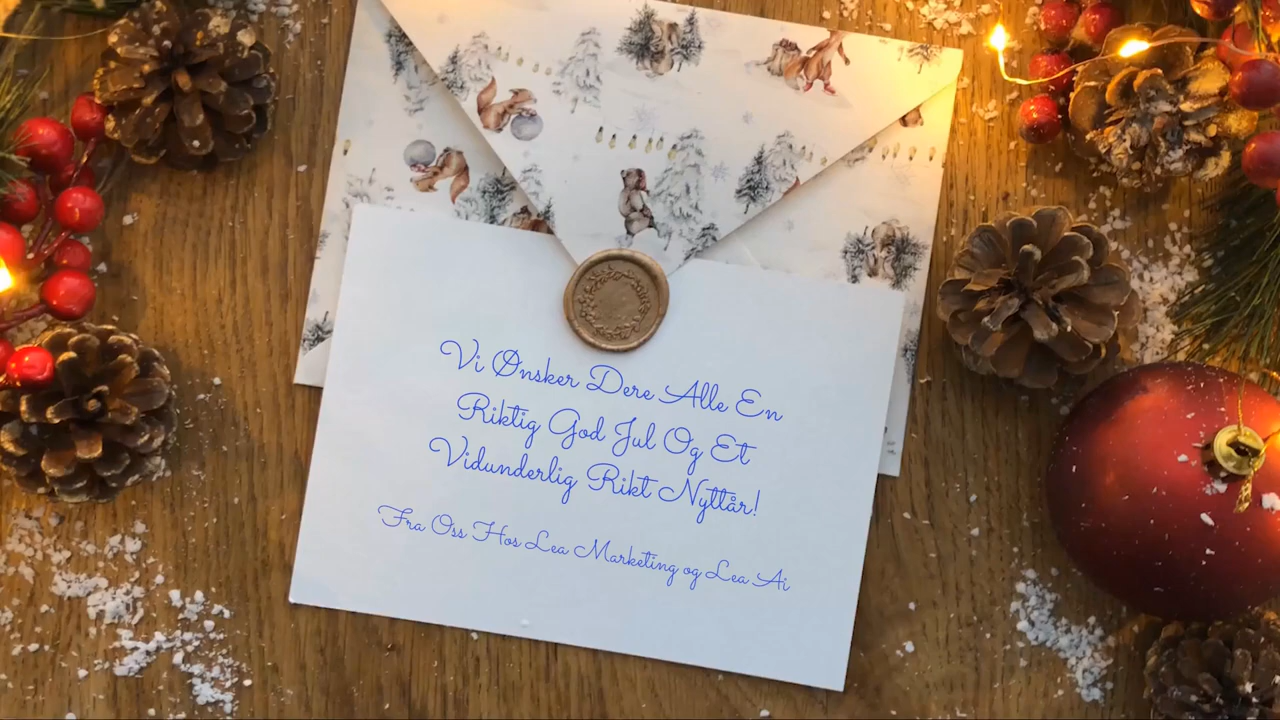 Vi Ønsker Dere Alle En
Riktig God Jul Og Et
Vidunderlig Rikt Nyttår!
Fra Oss Hos Lea Marketing og Lea Ai